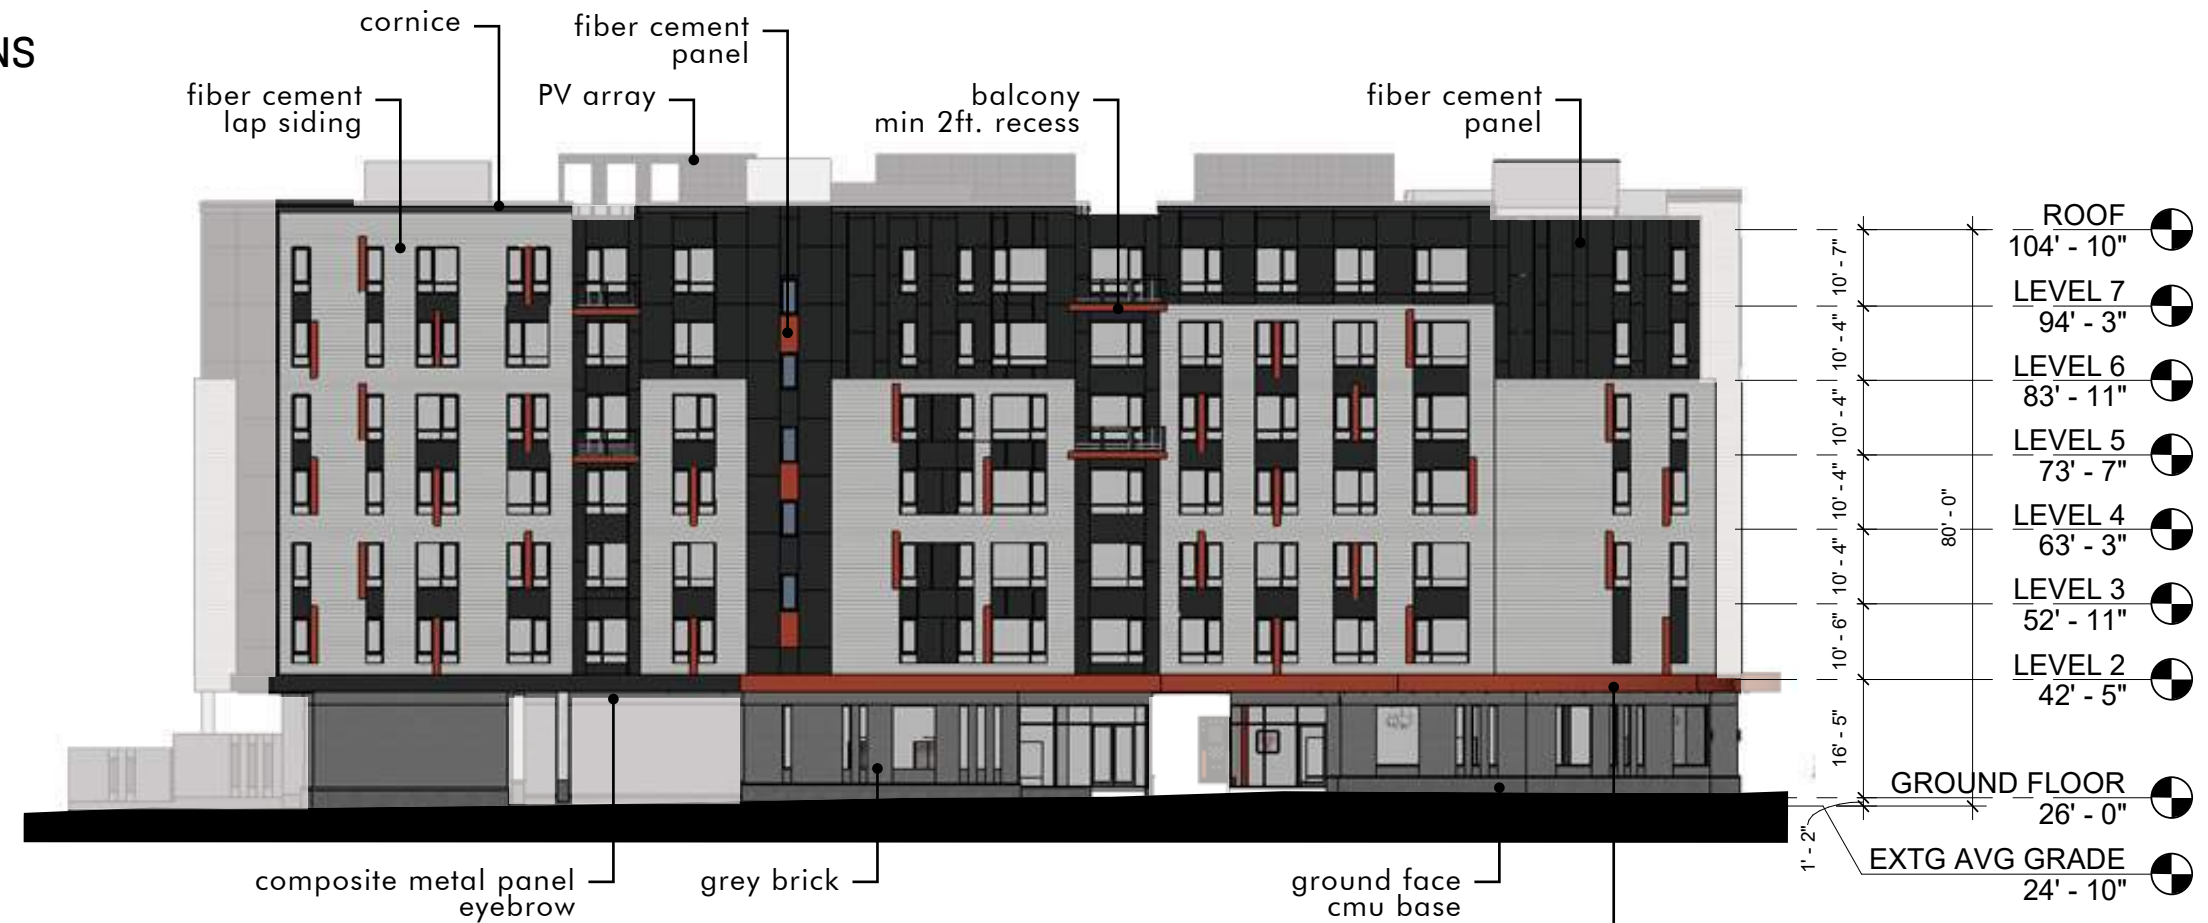 NS
cornice
fiber cement
panel
fiber cement
lap siding
PV array
balcony
min 2ft. recess
fiber cement
panel
ROOF
104' - 10"
10' - 7"
LEVEL 7
94' - 3"
10' - 4"
LEVEL 6
83' - 11"
10' - 4"
LEVEL 5
73' - 7"
10' - 4"
80' - 0"
LEVEL 4
63' - 3"
10' - 4"
LEVEL 3
52' - 11"
10' - 6"
LEVEL 2
42' - 5"
16' - 5"
GROUND FLOOR
26' - 0"
1' - 2"
EXTG AVG GRADE
24' - 10"
composite metal panel
eyebrow
grey brick
ground face
cmu base